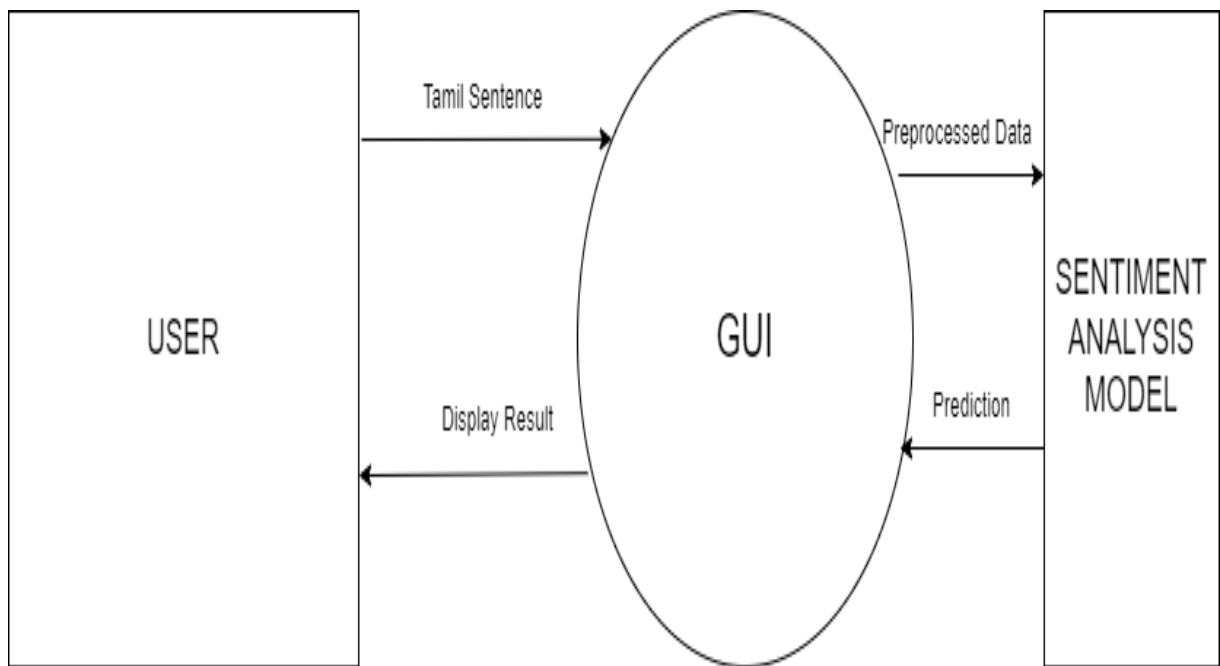 Tamil Sentence
Preprocessed Data
USER
GUI
SENTIMENT
ANALYSIS
MODEL
Display Result
Prediction